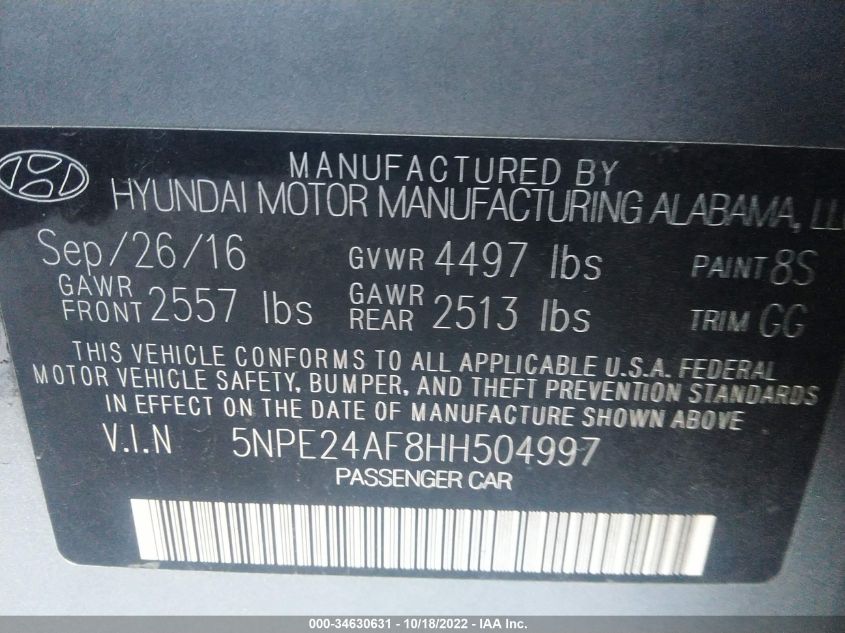 MANUFACTURED BY
HYUNDAI MOTOR MANUFACTURING ALABAMA,
Sep/26/16 GVWR 4497 lbs PAINT 8S
GAWR FRONT 2557 lbs GAWR REAR 2513 lbs TRIM GG
THIS VEHICLE CONFORMS TO ALL APPLICABLE U.S.A. FEDERAL
MOTOR VEHICLE SAFETY, BUMPER, AND THEFT PREVENTION STANDARDS
IN EFFECT ON THE DATE OF MANUFACTURE SHOWN ABOVE
V.I.N 5NPE24AF8HH504997
PASSENGER CAR
000-34630631 - 10/18/2022 - IAA Inc.